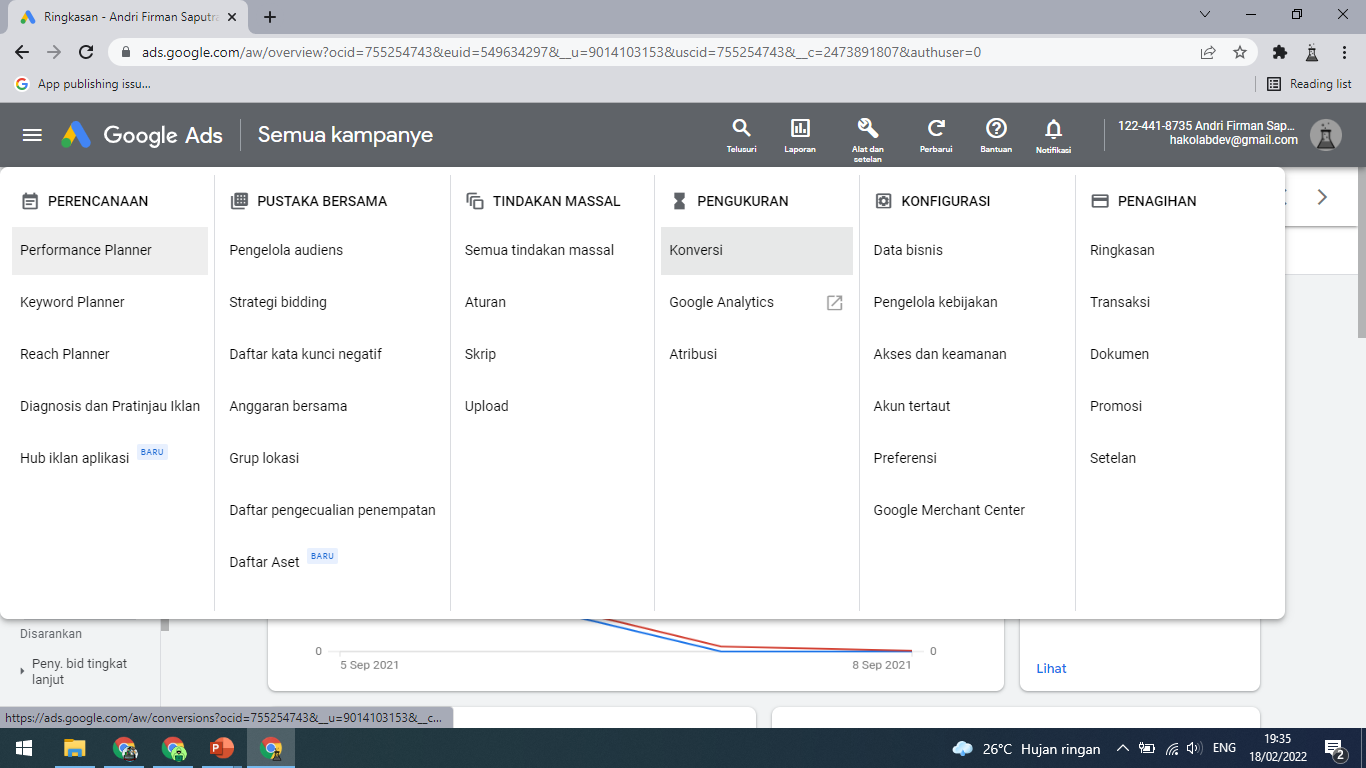 Ringkasan - Andri Firman Saputra
ads.google.com/aw/overview?ocid=755254743&euid=549634297&__u=9014103153&uscid=755254743&__c=2473891807&authuser=0
App publishing issu...
Reading list
Google Ads
Semua kampanye
Telusuri
Laporan
Alat dan
setelan
Perbarui
Bantuan
Notifikasi
122-441-8735 Andri Firman Sap...
hakolabdev@gmail.com
PERENCANAAN
Performance Planner
Keyword Planner
Reach Planner
Diagnosis dan Pratinjau Iklan
Hub iklan aplikasi BARU
PUSTAKA BERSAMA
Pengelola audiens
Strategi bidding
Daftar kata kunci negatif
Anggaran bersama
Grup lokasi
Daftar pengecualian penempatan
Daftar Aset BARU
TINDAKAN MASSAL
Semua tindakan massal
Aturan
Skrip
Upload
PENGUKURAN
Konversi
Google Analytics
Atribusi
KONFIGURASI
Data bisnis
Pengelola kebijakan
Akses dan keamanan
Akun tertaut
Preferensi
Google Merchant Center
PENAGIHAN
Ringkasan
Transaksi
Dokumen
Promosi
Setelan
Disarankan
Peny. bid tingkat
lanjut
0
0
5 Sep 2021
8 Sep 2021
Lihat
https://ads.google.com/aw/conversions?ocid=755254743&__u=9014103153&__c...
26°C Hujan ringan
ENG
19:35
18/02/2022
2